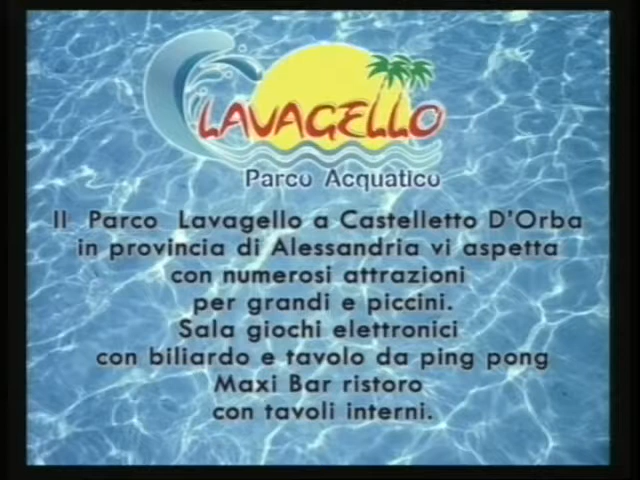 LAVAGELLO
Parco Acquatico
Il Parco Lavagello a Castelletto D'Orba
in provincia di Alessandria vi aspetta
con numerosi attrazioni
per grandi e piccini.
Sala giochi elettronici
con biliardo e tavolo da ping pong
Maxi Bar ristoro
con tavoli interni.